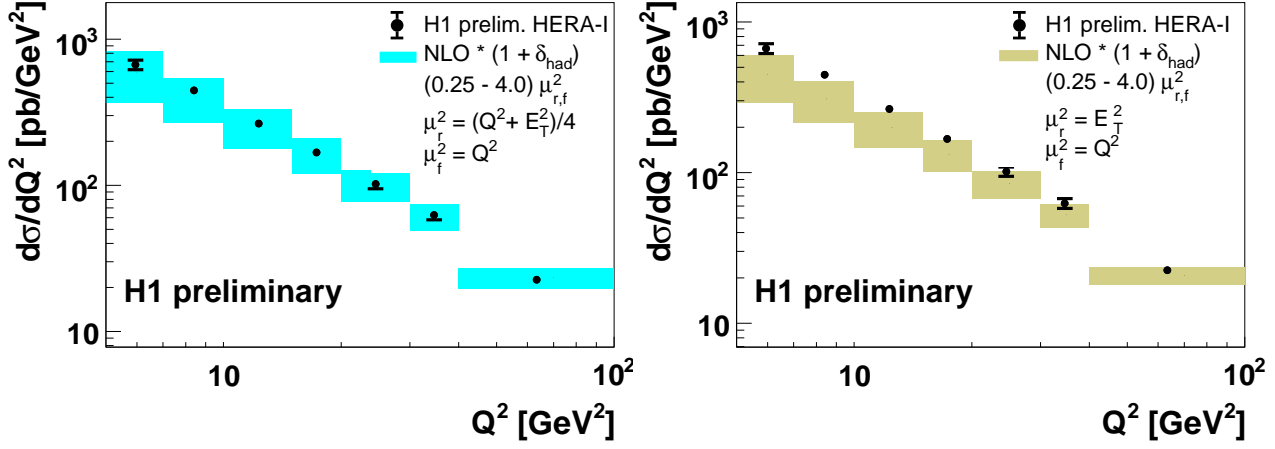 dσ/dQ² [pb/GeV²]
10³
10²
10
H1 prelim. HERA-I
NLO * (1 + δhad)
(0.25 - 4.0) μ²r,f
μ²r = (Q²+ E²T)/4
μ²f = Q²
H1 preliminary
10
10²
Q² [GeV²]
dσ/dQ² [pb/GeV²]
10³
10²
10
H1 prelim. HERA-I
NLO * (1 + δhad)
(0.25 - 4.0) μ²r,f
μ²r = E²T
μ²f = Q²
H1 preliminary
10
10²
Q² [GeV²]